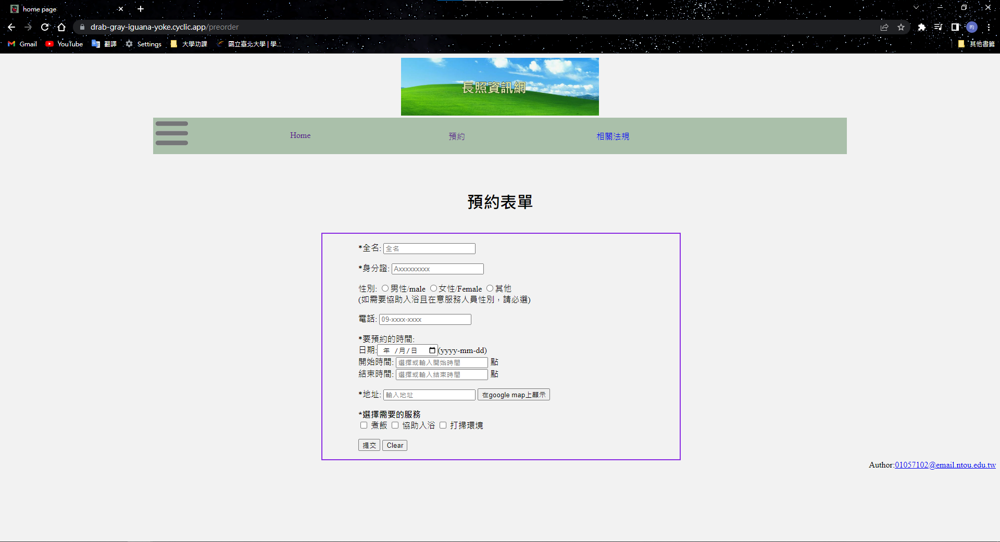 home page
drab-gray-iguana-yoke.cyclic.app/preorder
昀
Gmail YouTube 翻譯 Settings 大學功課 國立臺北大學 | 學... 其他書籤
長照資訊網
Home 預約 相關法規
預約表單
*全名: 全名
*身分證: Axxxxxxxxx
性別: 男性/male 女性/Female 其他
(如需要協助入浴且在意服務人員性別，請必選)
電話: 09-xxxx-xxxx
*要預約的時間:
日期: 年 /月/日 (yyyy-mm-dd)
開始時間: 選擇或輸入開始時間 點
結束時間: 選擇或輸入結束時間 點
*地址: 輸入地址 在google map上顯示
*選擇需要的服務
煮飯 協助入浴 打掃環境
提交 Clear
Author:01057102@email.ntou.edu.tw